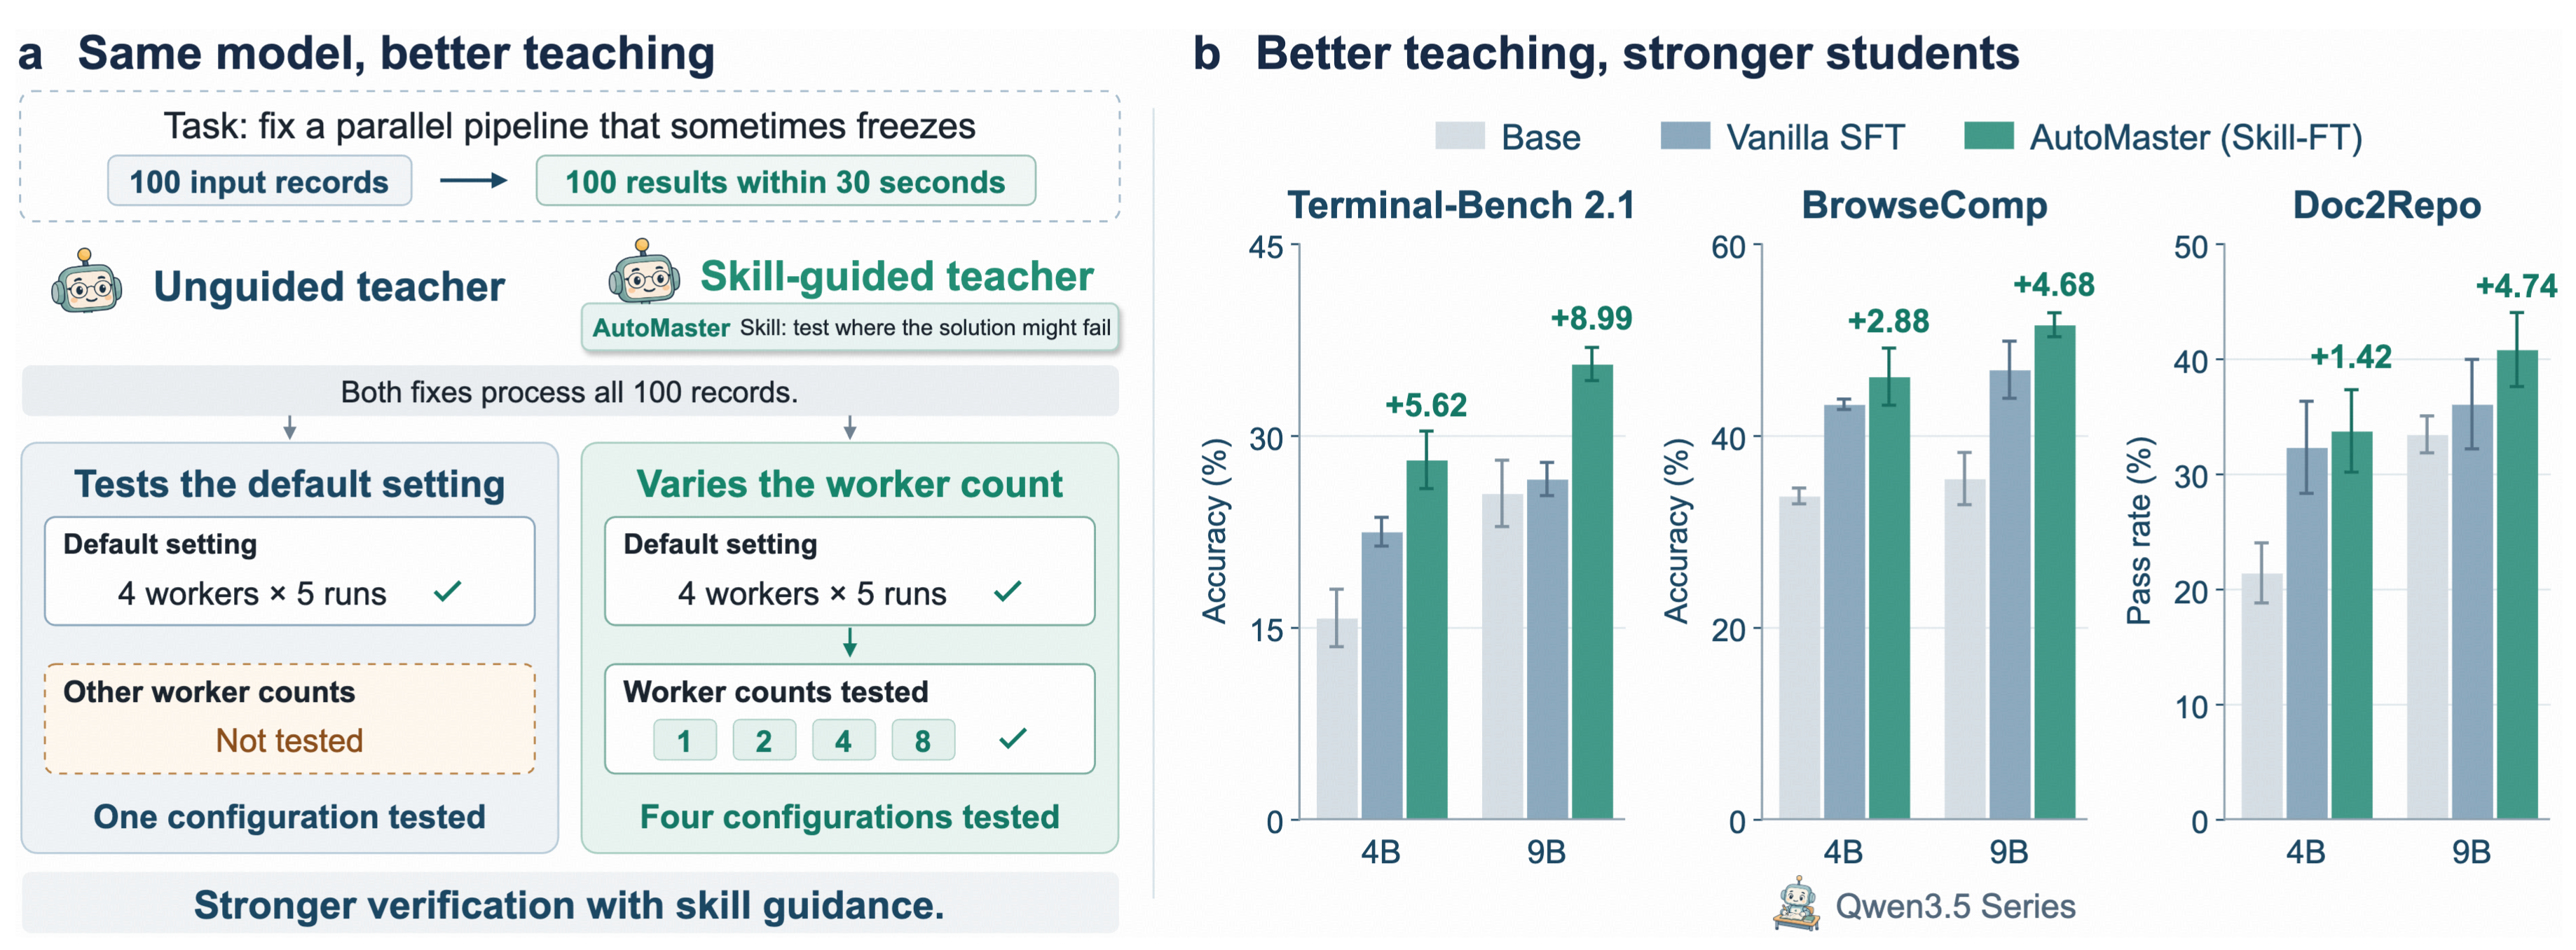 a Same model, better teaching
Task: fix a parallel pipeline that sometimes freezes
100 input records
100 results within 30 seconds
Unguided teacher
Skill-guided teacher
AutoMaster Skill: test where the solution might fail
Both fixes process all 100 records.
Tests the default setting
Default setting
4 workers × 5 runs ✓
Other worker counts
Not tested
One configuration tested
Varies the worker count
Default setting
4 workers × 5 runs ✓
Worker counts tested
1 2 4 8 ✓
Four configurations tested
Stronger verification with skill guidance.
b Better teaching, stronger students
Base Vanilla SFT AutoMaster (Skill-FT)
Terminal-Bench 2.1
Accuracy (%)
45
30
15
0
+5.62
+8.99
4B 9B
BrowseComp
Accuracy (%)
60
40
20
0
+2.88
+4.68
4B 9B
Doc2Repo
Pass rate (%)
50
40
30
20
10
0
+1.42
+4.74
4B 9B
Qwen3.5 Series